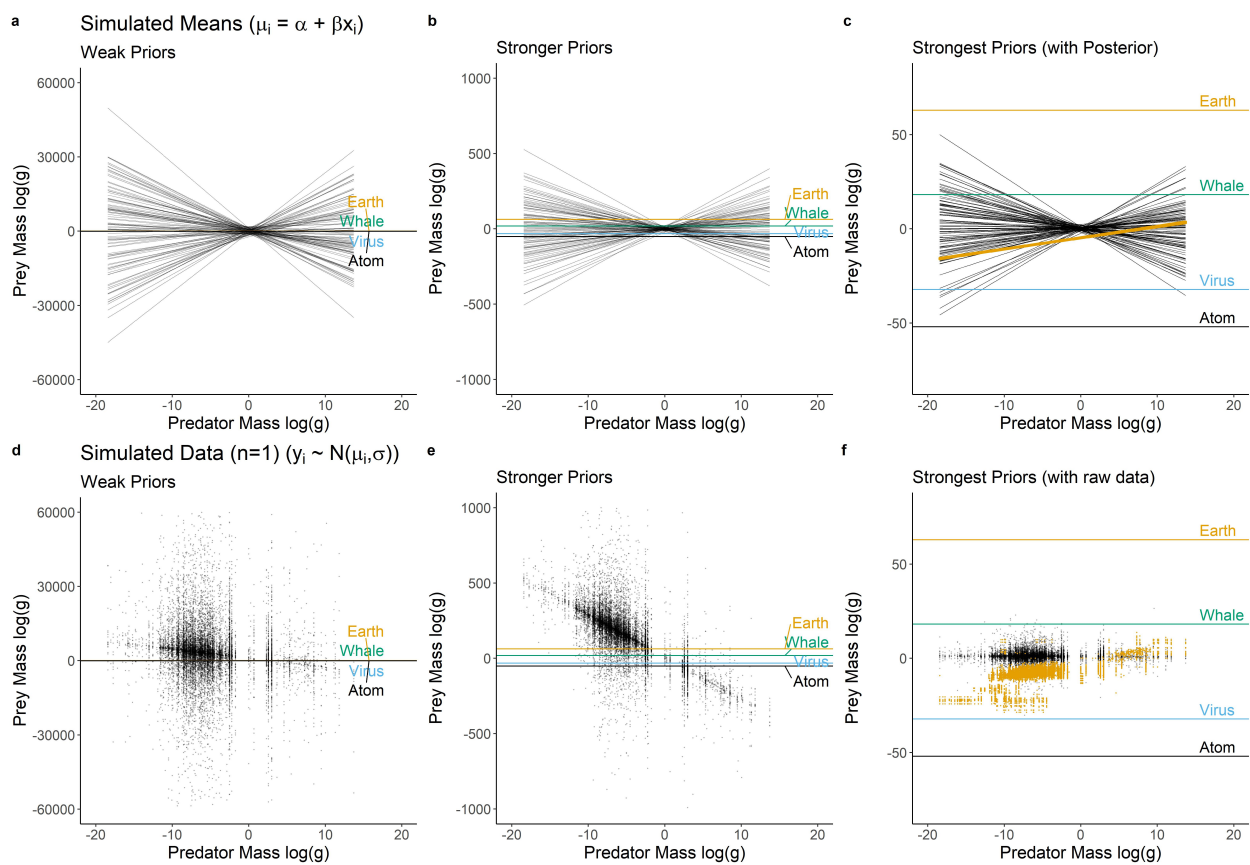 a
Simulated Means (μi = α + βxi)
Weak Priors
60000
30000
0
-30000
-60000
Prey Mass log(g)
Earth
Whale
Virus
Atom
-20 -10 0 10 20
Predator Mass log(g)
b
Stronger Priors
1000
500
0
-500
-1000
Prey Mass log(g)
Earth
Whale
Virus
Atom
-20 -10 0 10 20
Predator Mass log(g)
c
Strongest Priors (with Posterior)
50
0
-50
Prey Mass log(g)
Earth
Whale
Virus
Atom
-20 -10 0 10 20
Predator Mass log(g)
d
Simulated Data (n=1) (yi ~ N(μi,σ))
Weak Priors
60000
30000
0
-30000
-60000
Prey Mass log(g)
Earth
Whale
Virus
Atom
-20 -10 0 10 20
Predator Mass log(g)
e
Stronger Priors
1000
500
0
-500
-1000
Prey Mass log(g)
Earth
Whale
Virus
Atom
-20 -10 0 10 20
Predator Mass log(g)
f
Strongest Priors (with raw data)
50
0
-50
Prey Mass log(g)
Earth
Whale
Virus
Atom
-20 -10 0 10 20
Predator Mass log(g)